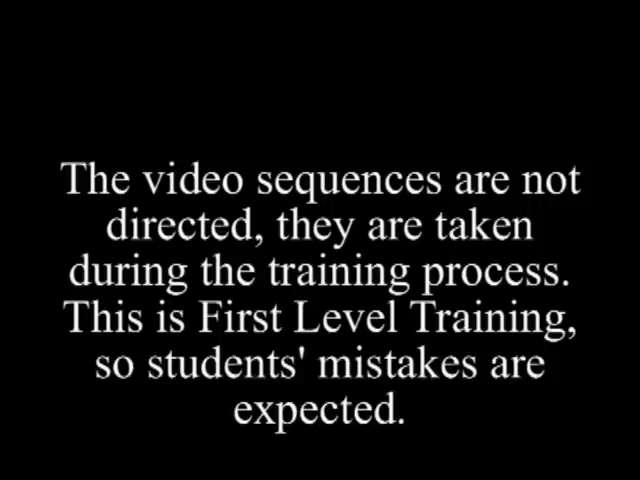 The video sequences are not
directed, they are taken
during the training process.
This is First Level Training,
so students' mistakes are
expected.